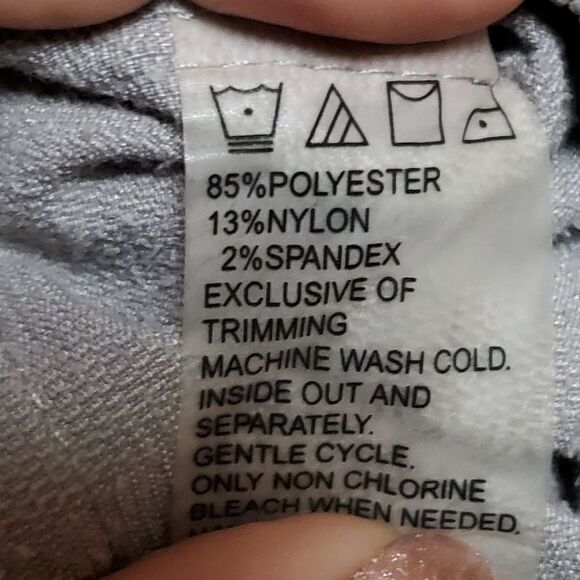 85%POLYESTER
13%NYLON
2%SPANDEX
EXCLUSIVE OF
TRIMMING
MACHINE WASH COLD.
INSIDE OUT AND
SEPARATELY.
GENTLE CYCLE.
ONLY NON CHLORINE
BLEACH WHEN NEEDED.